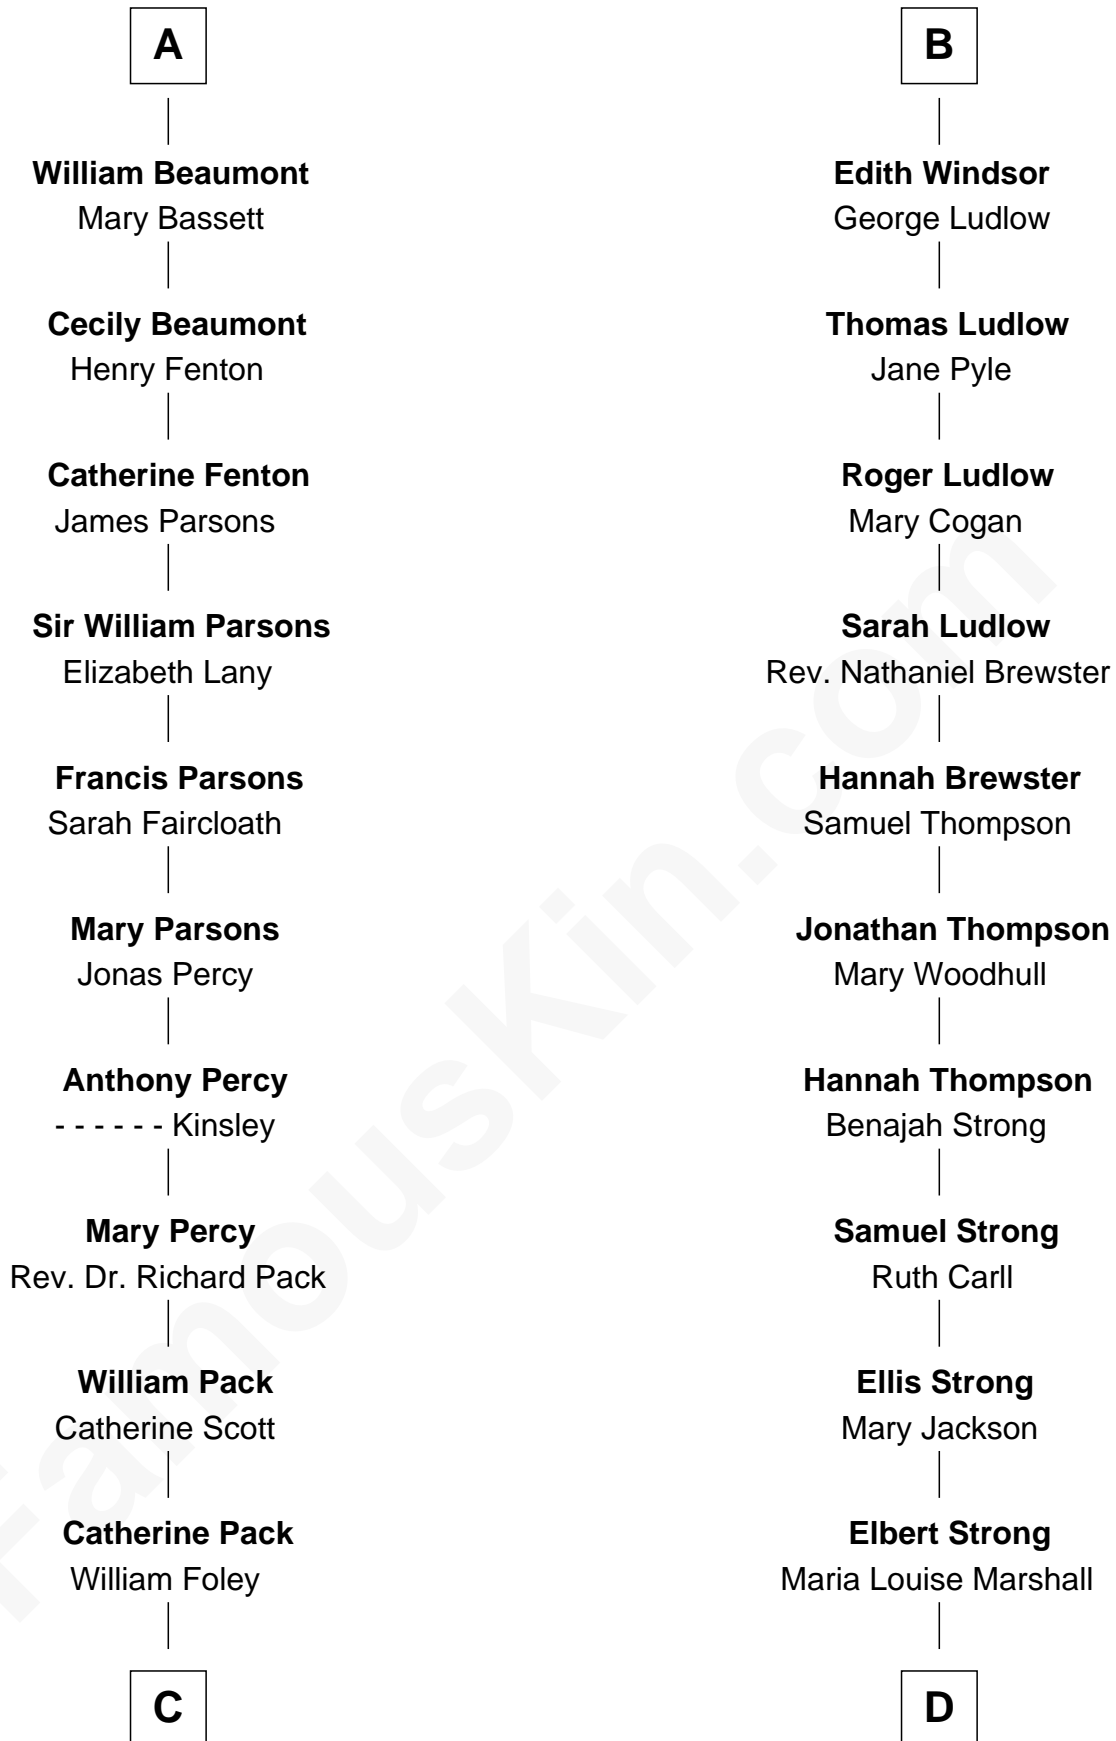 A
William Beaumont
Mary Bassett
Cecily Beaumont
Henry Fenton
Catherine Fenton
James Parsons
Sir William Parsons
Elizabeth Lany
Francis Parsons
Sarah Faircloath
Mary Parsons
Jonas Percy
Anthony Percy
- - - - - - Kinsley
Mary Percy
Rev. Dr. Richard Pack
William Pack
Catherine Scott
Catherine Pack
William Foley
C
B
Edith Windsor
George Ludlow
Thomas Ludlow
Jane Pyle
Roger Ludlow
Mary Cogan
Sarah Ludlow
Rev. Nathaniel Brewster
Hannah Brewster
Samuel Thompson
Jonathan Thompson
Mary Woodhull
Hannah Thompson
Benajah Strong
Samuel Strong
Ruth Carll
Ellis Strong
Mary Jackson
Elbert Strong
Maria Louise Marshall
D
FamousKin.com